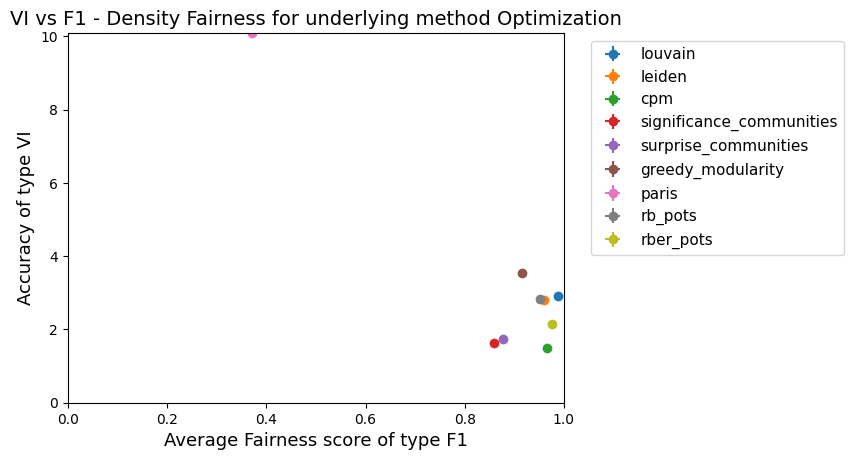 VI vs F1 - Density Fairness for underlying method Optimization
10
8
6
4
2
0
Accuracy of type VI
0.0 0.2 0.4 0.6 0.8 1.0
Average Fairness score of type F1
louvain
leiden
cpm
significance_communities
surprise_communities
greedy_modularity
paris
rb_pots
rber_pots